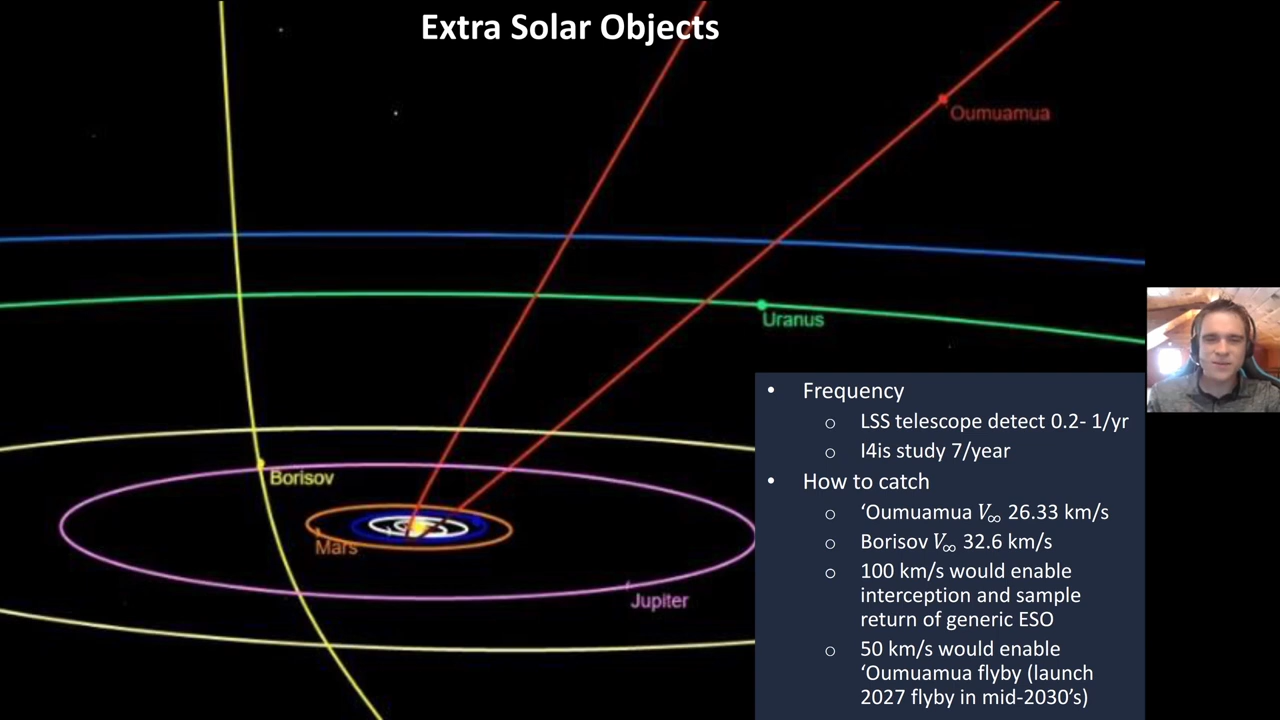 Extra Solar Objects
Oumuamua
Uranus
Borisov
Mars
Jupiter
• Frequency
o LSS telescope detect 0.2- 1/yr
o I4is study 7/year
• How to catch
o ‘Oumuamua V∞ 26.33 km/s
o Borisov V∞ 32.6 km/s
o 100 km/s would enable
interception and sample
return of generic ESO
o 50 km/s would enable
‘Oumuamua flyby (launch
2027 flyby in mid-2030’s)